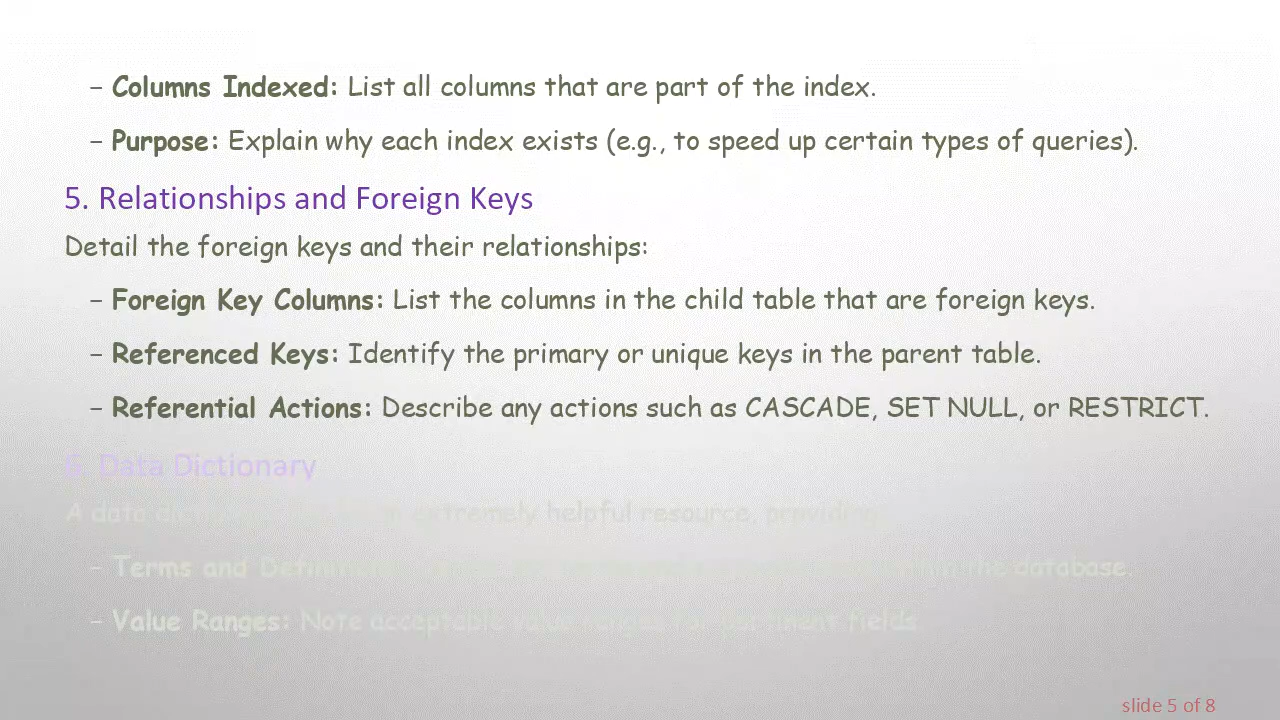 – Columns Indexed: List all columns that are part of the index.
– Purpose: Explain why each index exists (e.g., to speed up certain types of queries).
5. Relationships and Foreign Keys
Detail the foreign keys and their relationships:
– Foreign Key Columns: List the columns in the child table that are foreign keys.
– Referenced Keys: Identify the primary or unique keys in the parent table.
– Referential Actions: Describe any actions such as CASCADE, SET NULL, or RESTRICT.
6. Data Dictionary
A data extremely helpful resource, providing
– Terms and the database.
– Value Ranges: Note acceptable fields
slide 5 of 8